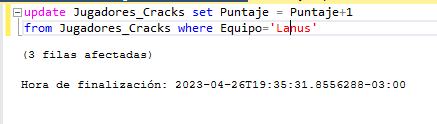 update Jugadores_Cracks set Puntaje = Puntaje+1
from Jugadores_Cracks where Equipo='Lanus'
(3 filas afectadas)
Hora de finalización: 2023-04-26T19:35:31.8556288-03:00